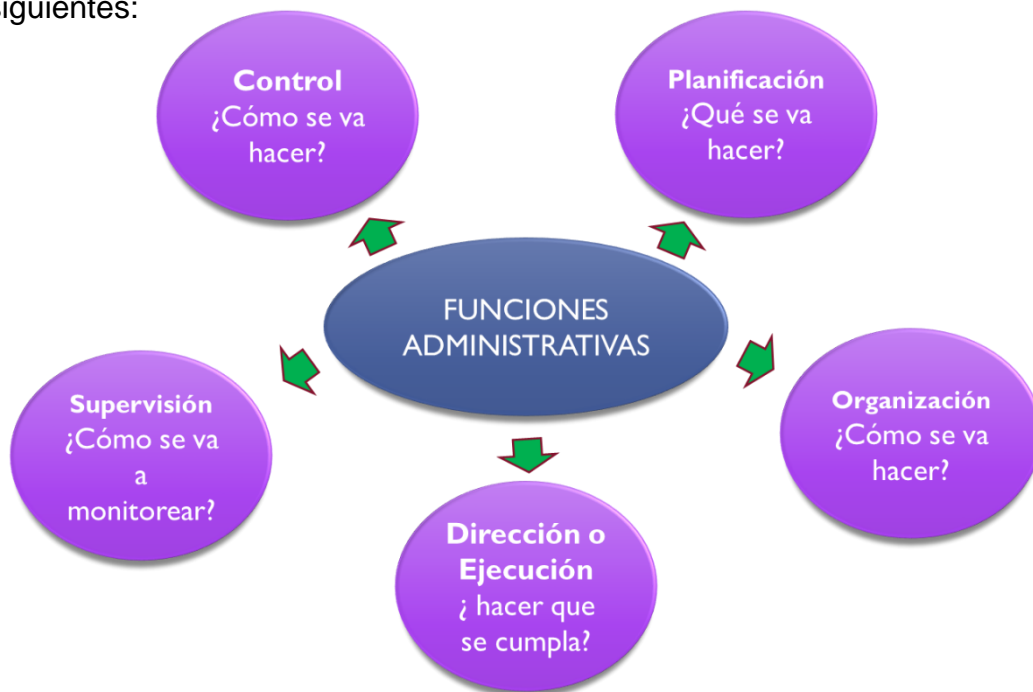 siguientes:
Control
¿Cómo se va
hacer?
Planificación
¿Qué se va
hacer?
FUNCIONES
ADMINISTRATIVAS
Supervisión
¿Cómo se va
a
monitorear?
Organización
¿Cómo se va
hacer?
Dirección o
Ejecución
¿ hacer que
se cumpla?